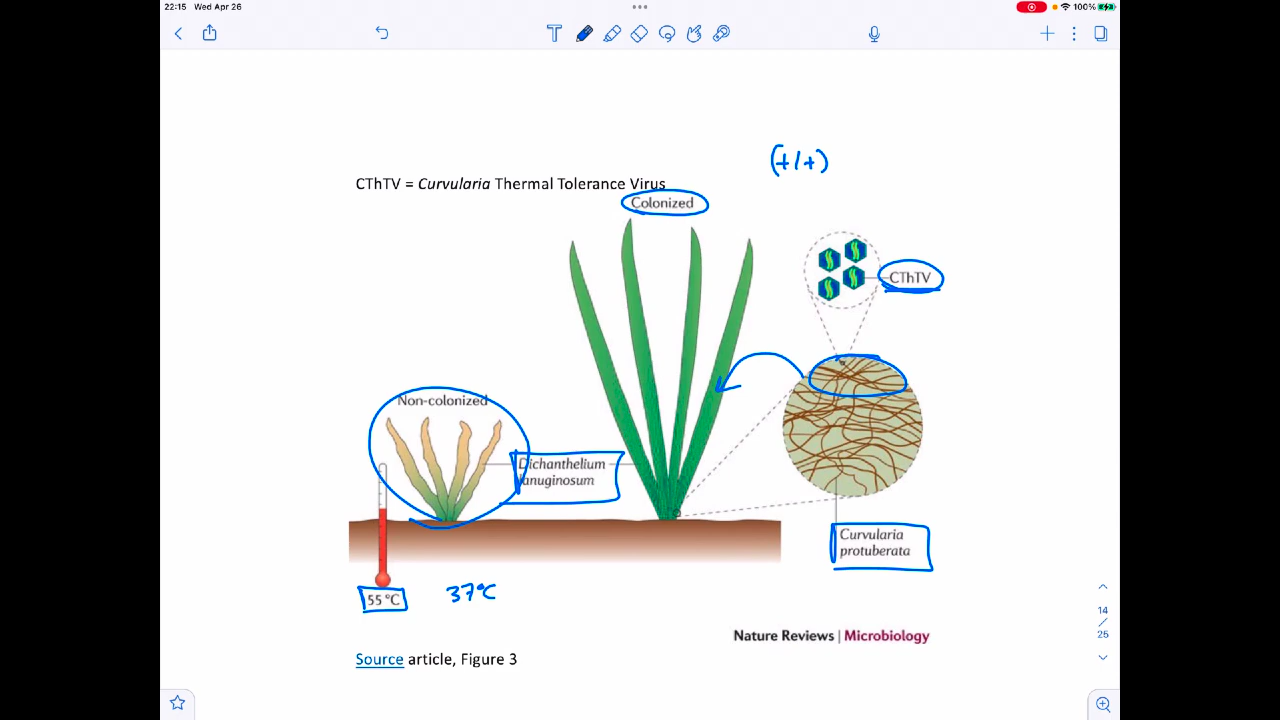 22:15 Wed Apr 26
100%
T
(+/+)
CThTV = Curvularia Thermal Tolerance Virus
Colonized
CThTV
Non-colonized
Dichanthelium
lanuginosum
Curvularia
protuberata
55 °C
37°C
14
/
25
Nature Reviews | Microbiology
Source article, Figure 3